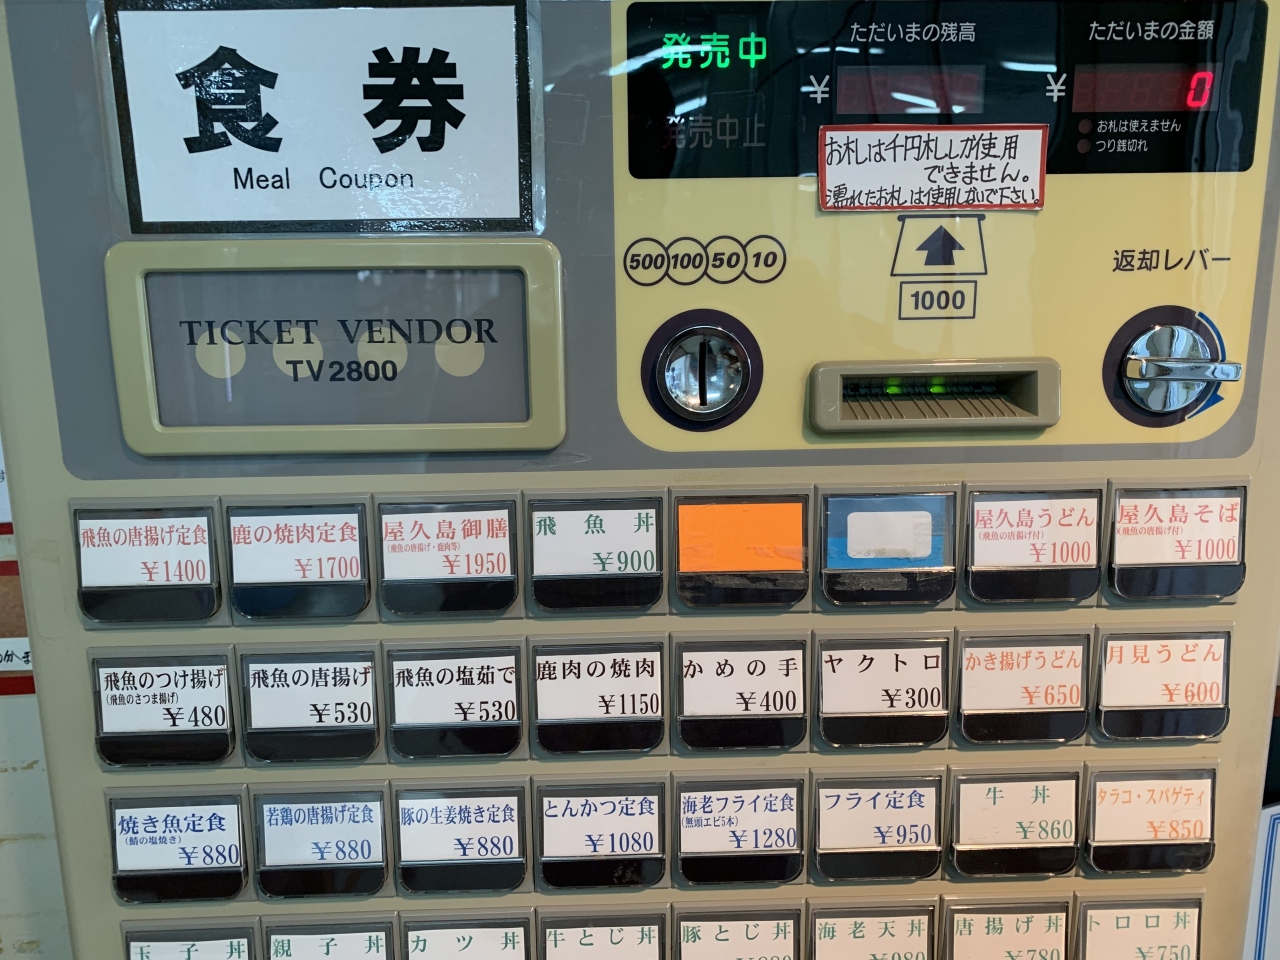 食券
Meal Coupon
TICKET VENDOR
TV2800
発売中
発売中止
ただいまの残高
¥
ただいまの金額
¥ 0
お札は使えません
つり銭切れ
お札は千円札しか使用
できません。
濡れたお札は使用しないで下さい。
500 100 50 10
1000
返却レバー
飛魚の唐揚げ定食
¥1400
鹿の焼肉定食
¥1700
屋久島御膳
(飛魚の唐揚げ・鹿肉等)
¥1950
飛魚丼
¥900
屋久島うどん
(飛魚の唐揚げ付)
¥1000
屋久島そば
(飛魚の唐揚げ付)
¥1000
飛魚のつけ揚げ
(飛魚のさつま揚げ)
¥480
飛魚の唐揚げ
¥530
飛魚の塩茹で
¥530
鹿肉の焼肉
¥1150
かめの手
¥400
ヤクトロ
¥300
かき揚げうどん
¥650
月見うどん
¥600
焼き魚定食
(鯖の塩焼き)
¥880
若鶏の唐揚げ定食
¥880
豚の生姜焼き定食
¥880
とんかつ定食
¥1080
海老フライ定食
(無頭エビ5本)
¥1280
フライ定食
¥950
牛丼
¥860
タラコ・スパゲティ
¥850
玉子丼
親子丼
カツ丼
牛とじ丼
豚とじ丼
海老天丼
¥980
唐揚げ丼
¥780
トロロ丼
¥750